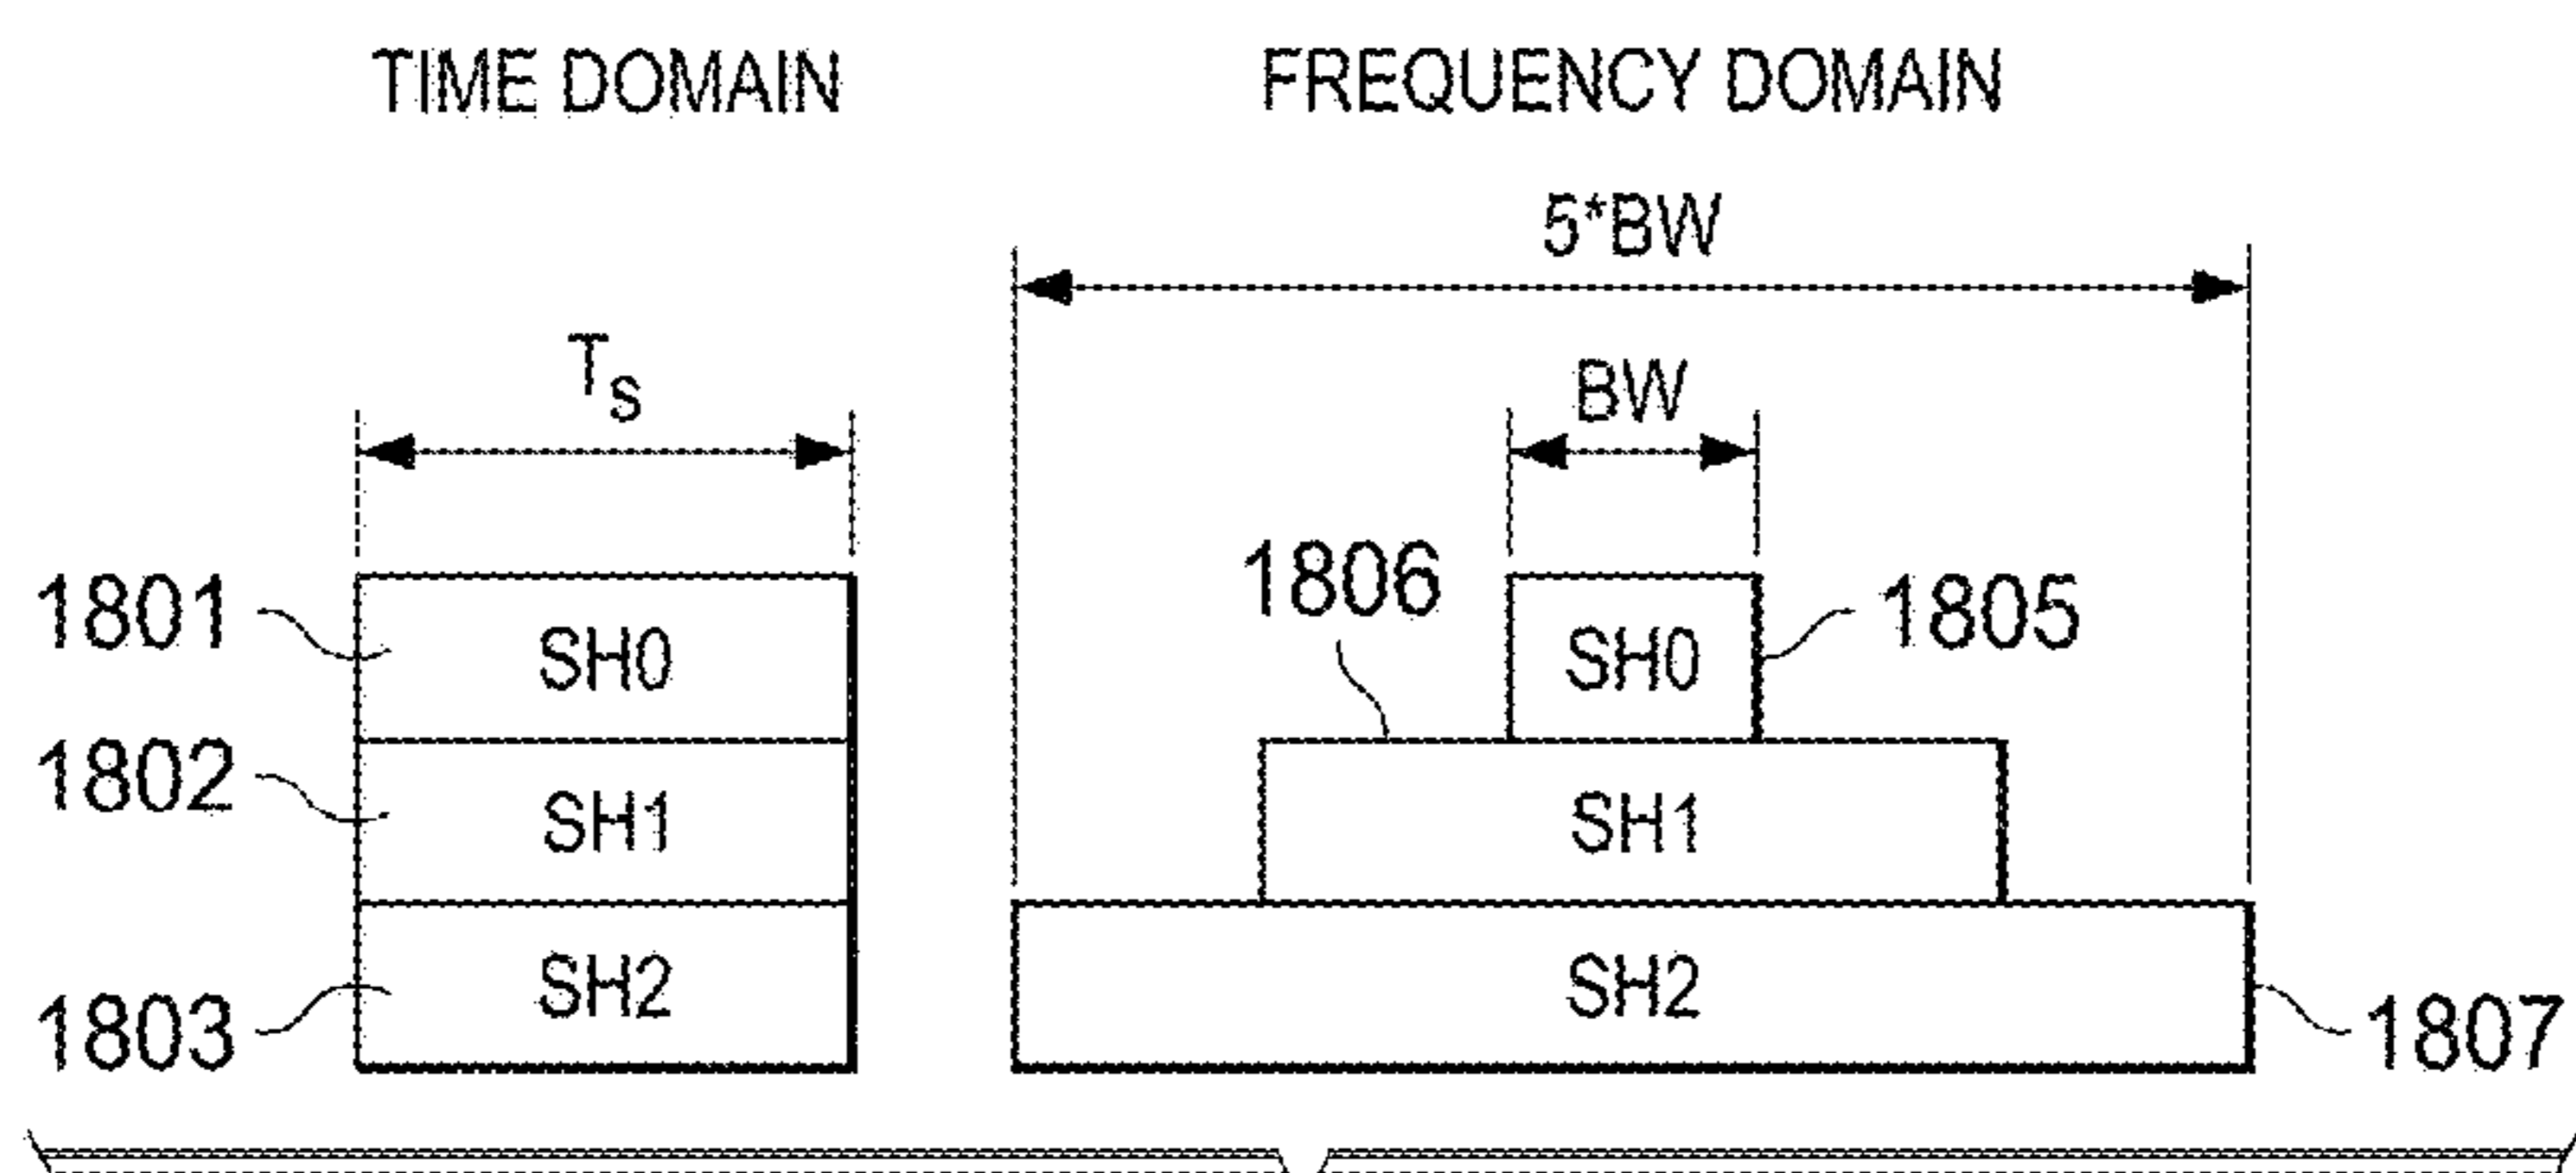 TIME DOMAIN
FREQUENCY DOMAIN
5*BW
Ts
BW
1806
1801
SH0
SH0
1805
1802
SH1
SH1
1803
SH2
SH2
1807